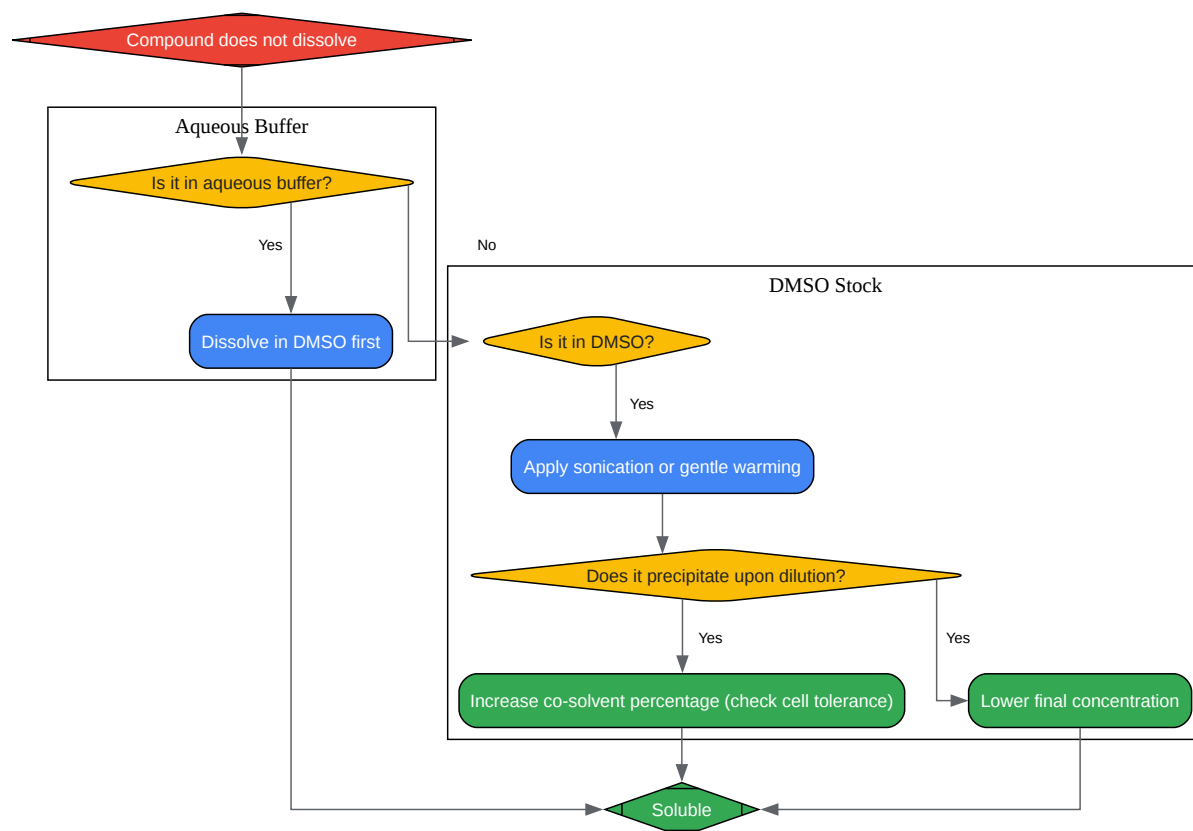 Compound does not dissolve
Aqueous Buffer
Is it in aqueous buffer?
Yes
No
DMSO Stock
Dissolve in DMSO first
Is it in DMSO?
Yes
Apply sonication or gentle warming
Does it precipitate upon dilution?
Yes
Yes
Increase co-solvent percentage (check cell tolerance)
Lower final concentration
Soluble